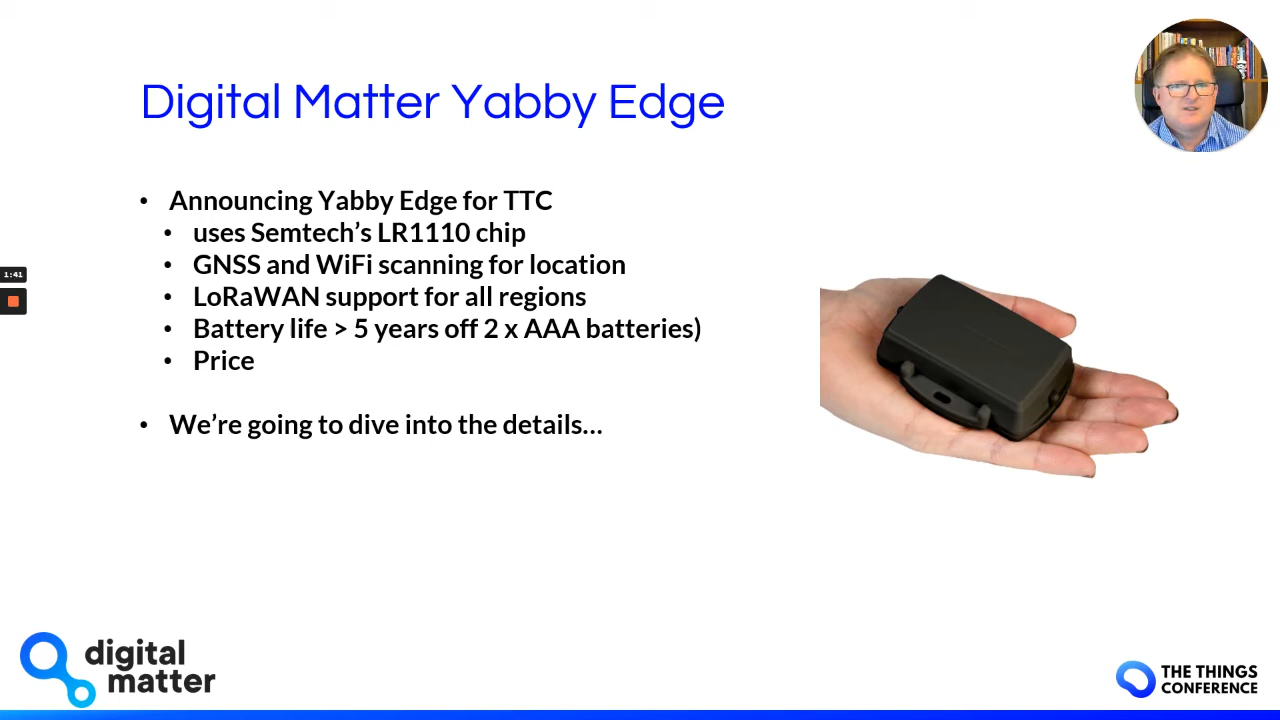 Digital Matter Yabby Edge
• Announcing Yabby Edge for TTC
• uses Semtech’s LR1110 chip
• GNSS and WiFi scanning for location
• LoRaWAN support for all regions
• Battery life > 5 years off 2 x AAA batteries)
• Price
• We’re going to dive into the details...
1:41
digital
matter
THE THINGS
CONFERENCE